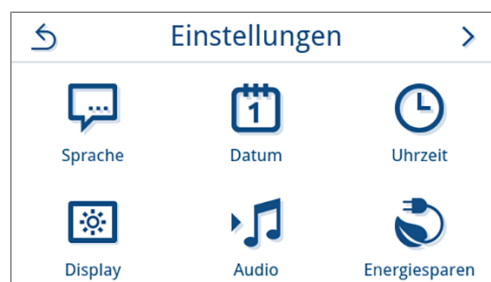 Einstellungen
...
Sprache
1
Datum
Uhrzeit
Display
Audio
Energiesparen